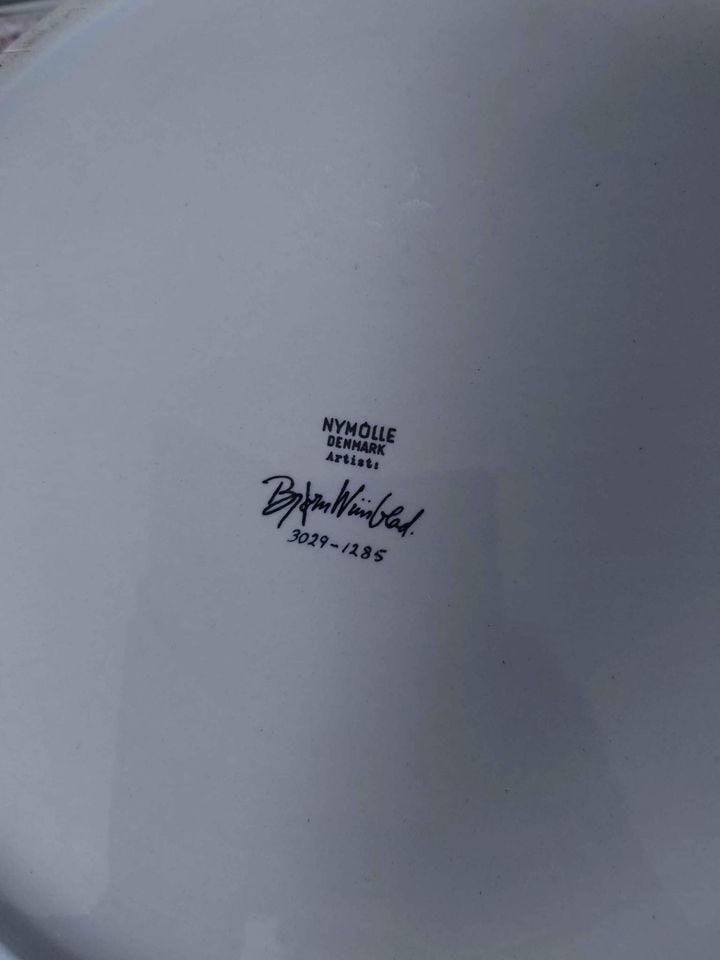 NYMÖLLE
DENMARK
Artist:
Bjørn Wiinblad.
3029-1285